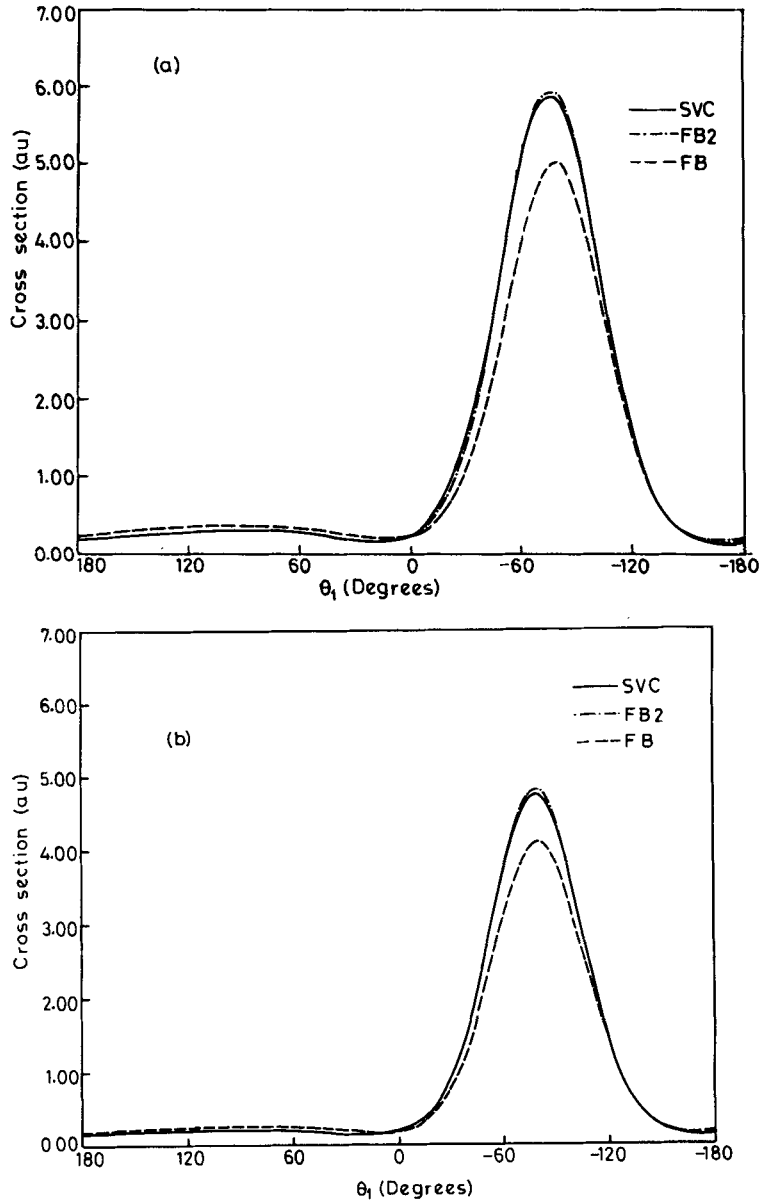 7.00
(a)
6.00
SVC
FB2
FB
5.00
4.00
3.00
2.00
1.00
0.00
Cross section (au)
180 120 60 0 -60 -120 -180
θ₁ (Degrees)
7.00
SVC
(b)
FB2
FB
6.00
5.00
4.00
3.00
2.00
1.00
0 00
Cross section (au)
180 120 60 0 -60 -120 -180
θ₁ (Degrees)